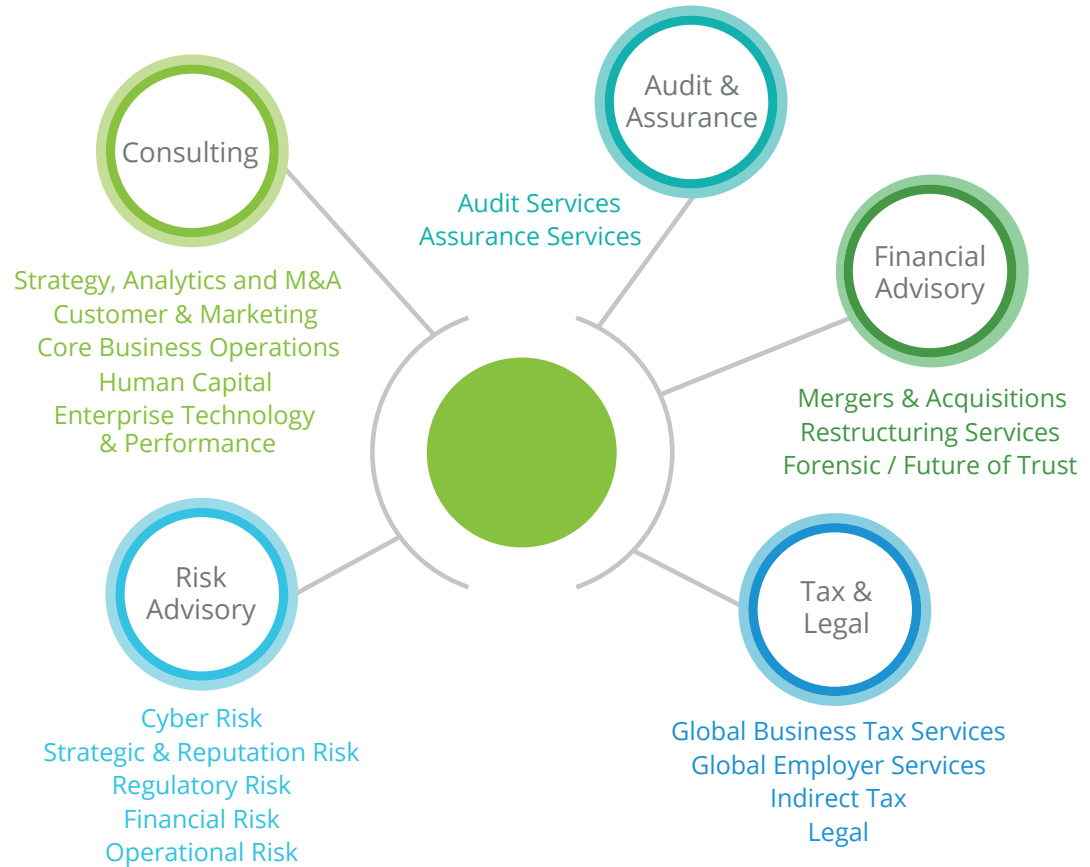 Consulting
Strategy, Analytics and M&A
Customer & Marketing
Core Business Operations
Human Capital
Enterprise Technology
& Performance
Audit &
Assurance
Audit Services
Assurance Services
Financial
Advisory
Mergers & Acquisitions
Restructuring Services
Forensic / Future of Trust
Risk
Advisory
Cyber Risk
Strategic & Reputation Risk
Regulatory Risk
Financial Risk
Operational Risk
Tax &
Legal
Global Business Tax Services
Global Employer Services
Indirect Tax
Legal